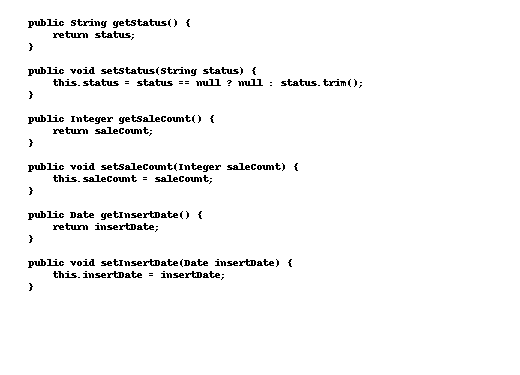 public String getStatus() {
    return status;
}

public void setStatus(String status) {
    this.status = status == null ? null : status.trim();
}

public Integer getSaleCount() {
    return saleCount;
}

public void setSaleCount(Integer saleCount) {
    this.saleCount = saleCount;
}

public Date getInsertDate() {
    return insertDate;
}

public void setInsertDate(Date insertDate) {
    this.insertDate = insertDate;
}